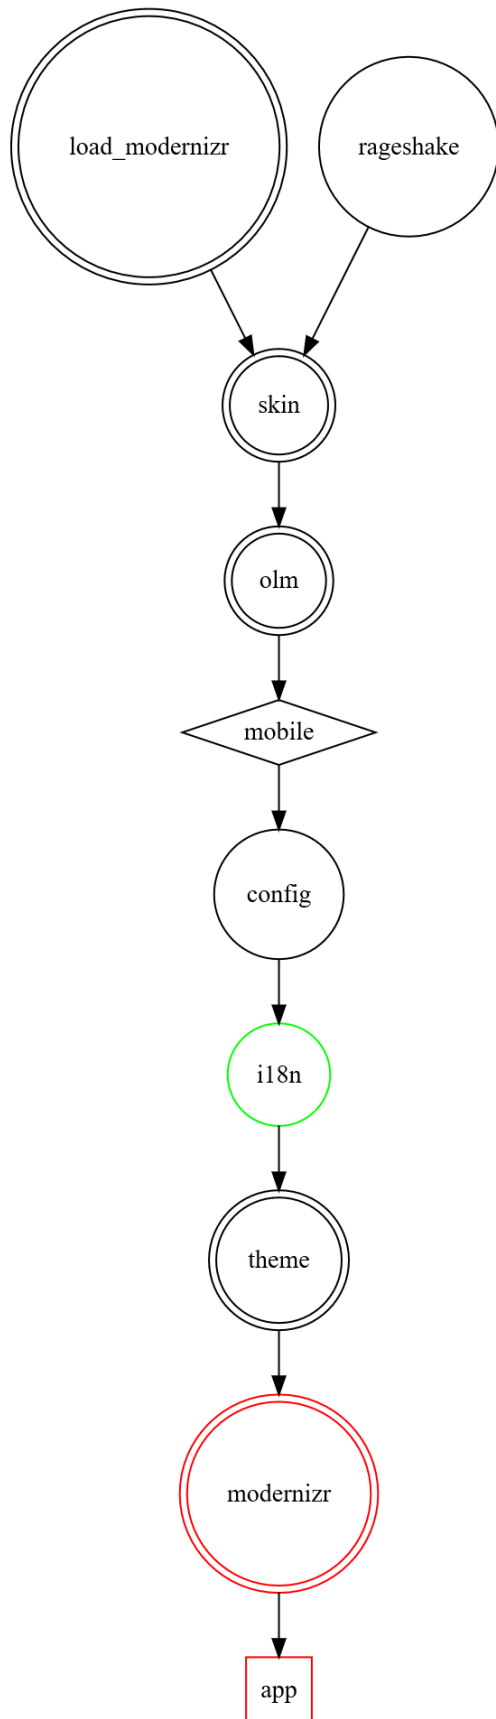 load_modernizr
rageshake
skin
olm
mobile
config
i18n
theme
modernizr
app